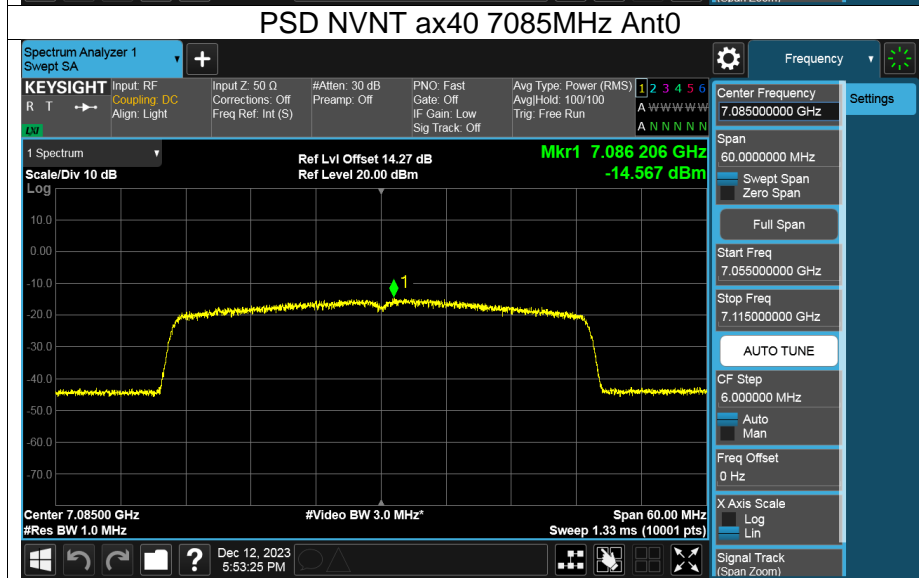 (Span Zoom)
PSD NVNT ax40 7085MHz Ant0
Spectrum Analyzer 1
Swept SA
+
Frequency
KEYSIGHT
R T
LXI
Input: RF
Coupling: DC
Align: Light
Input Z: 50 Ω
Corrections: Off
Freq Ref: Int (S)
#Atten: 30 dB
Preamp: Off
PNO: Fast
Gate: Off
IF Gain: Low
Sig Track: Off
Avg Type: Power (RMS)
Avg|Hold: 100/100
Trig: Free Run
1 2 3 4 5 6
A W W W W W
A N N N N N
Center Frequency
7.085000000 GHz
Settings
Span
60.0000000 MHz
Swept Span
Zero Span
Full Span
Start Freq
7.055000000 GHz
Stop Freq
7.115000000 GHz
AUTO TUNE
CF Step
6.000000 MHz
Auto
Man
Freq Offset
0 Hz
X Axis Scale
Log
Lin
Signal Track
(Span Zoom)
1 Spectrum
Scale/Div 10 dB
Ref Lvl Offset 14.27 dB
Ref Level 20.00 dBm
Mkr1 7.086 206 GHz
-14.567 dBm
Log
10.0
0.00
-10.0
-20.0
-30.0
-40.0
-50.0
-60.0
-70.0
1
Center 7.08500 GHz
#Res BW 1.0 MHz
#Video BW 3.0 MHz*
Span 60.00 MHz
Sweep 1.33 ms (10001 pts)
?
Dec 12, 2023
5:53:25 PM